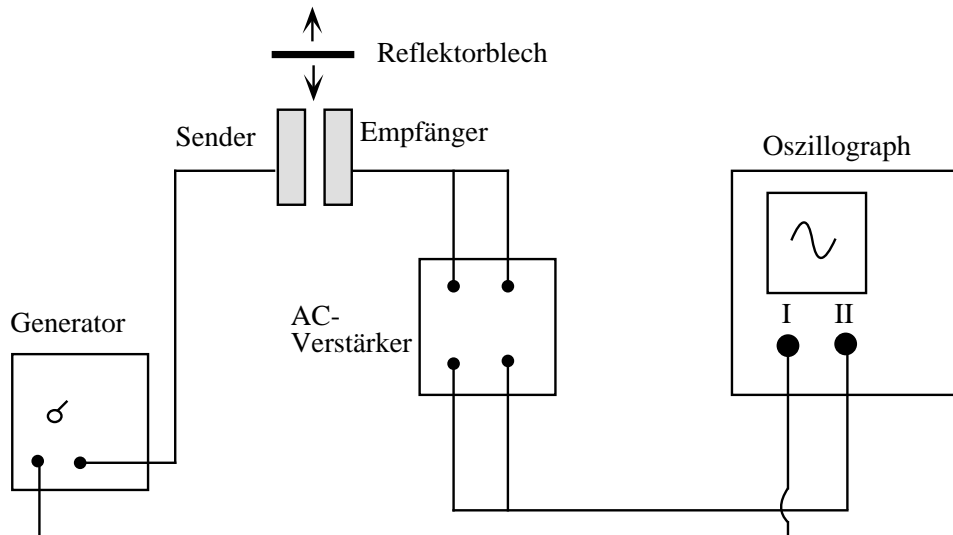 Reflektorblech
Sender
Empfänger
Oszillograph
I II
Generator
AC-
Verstärker